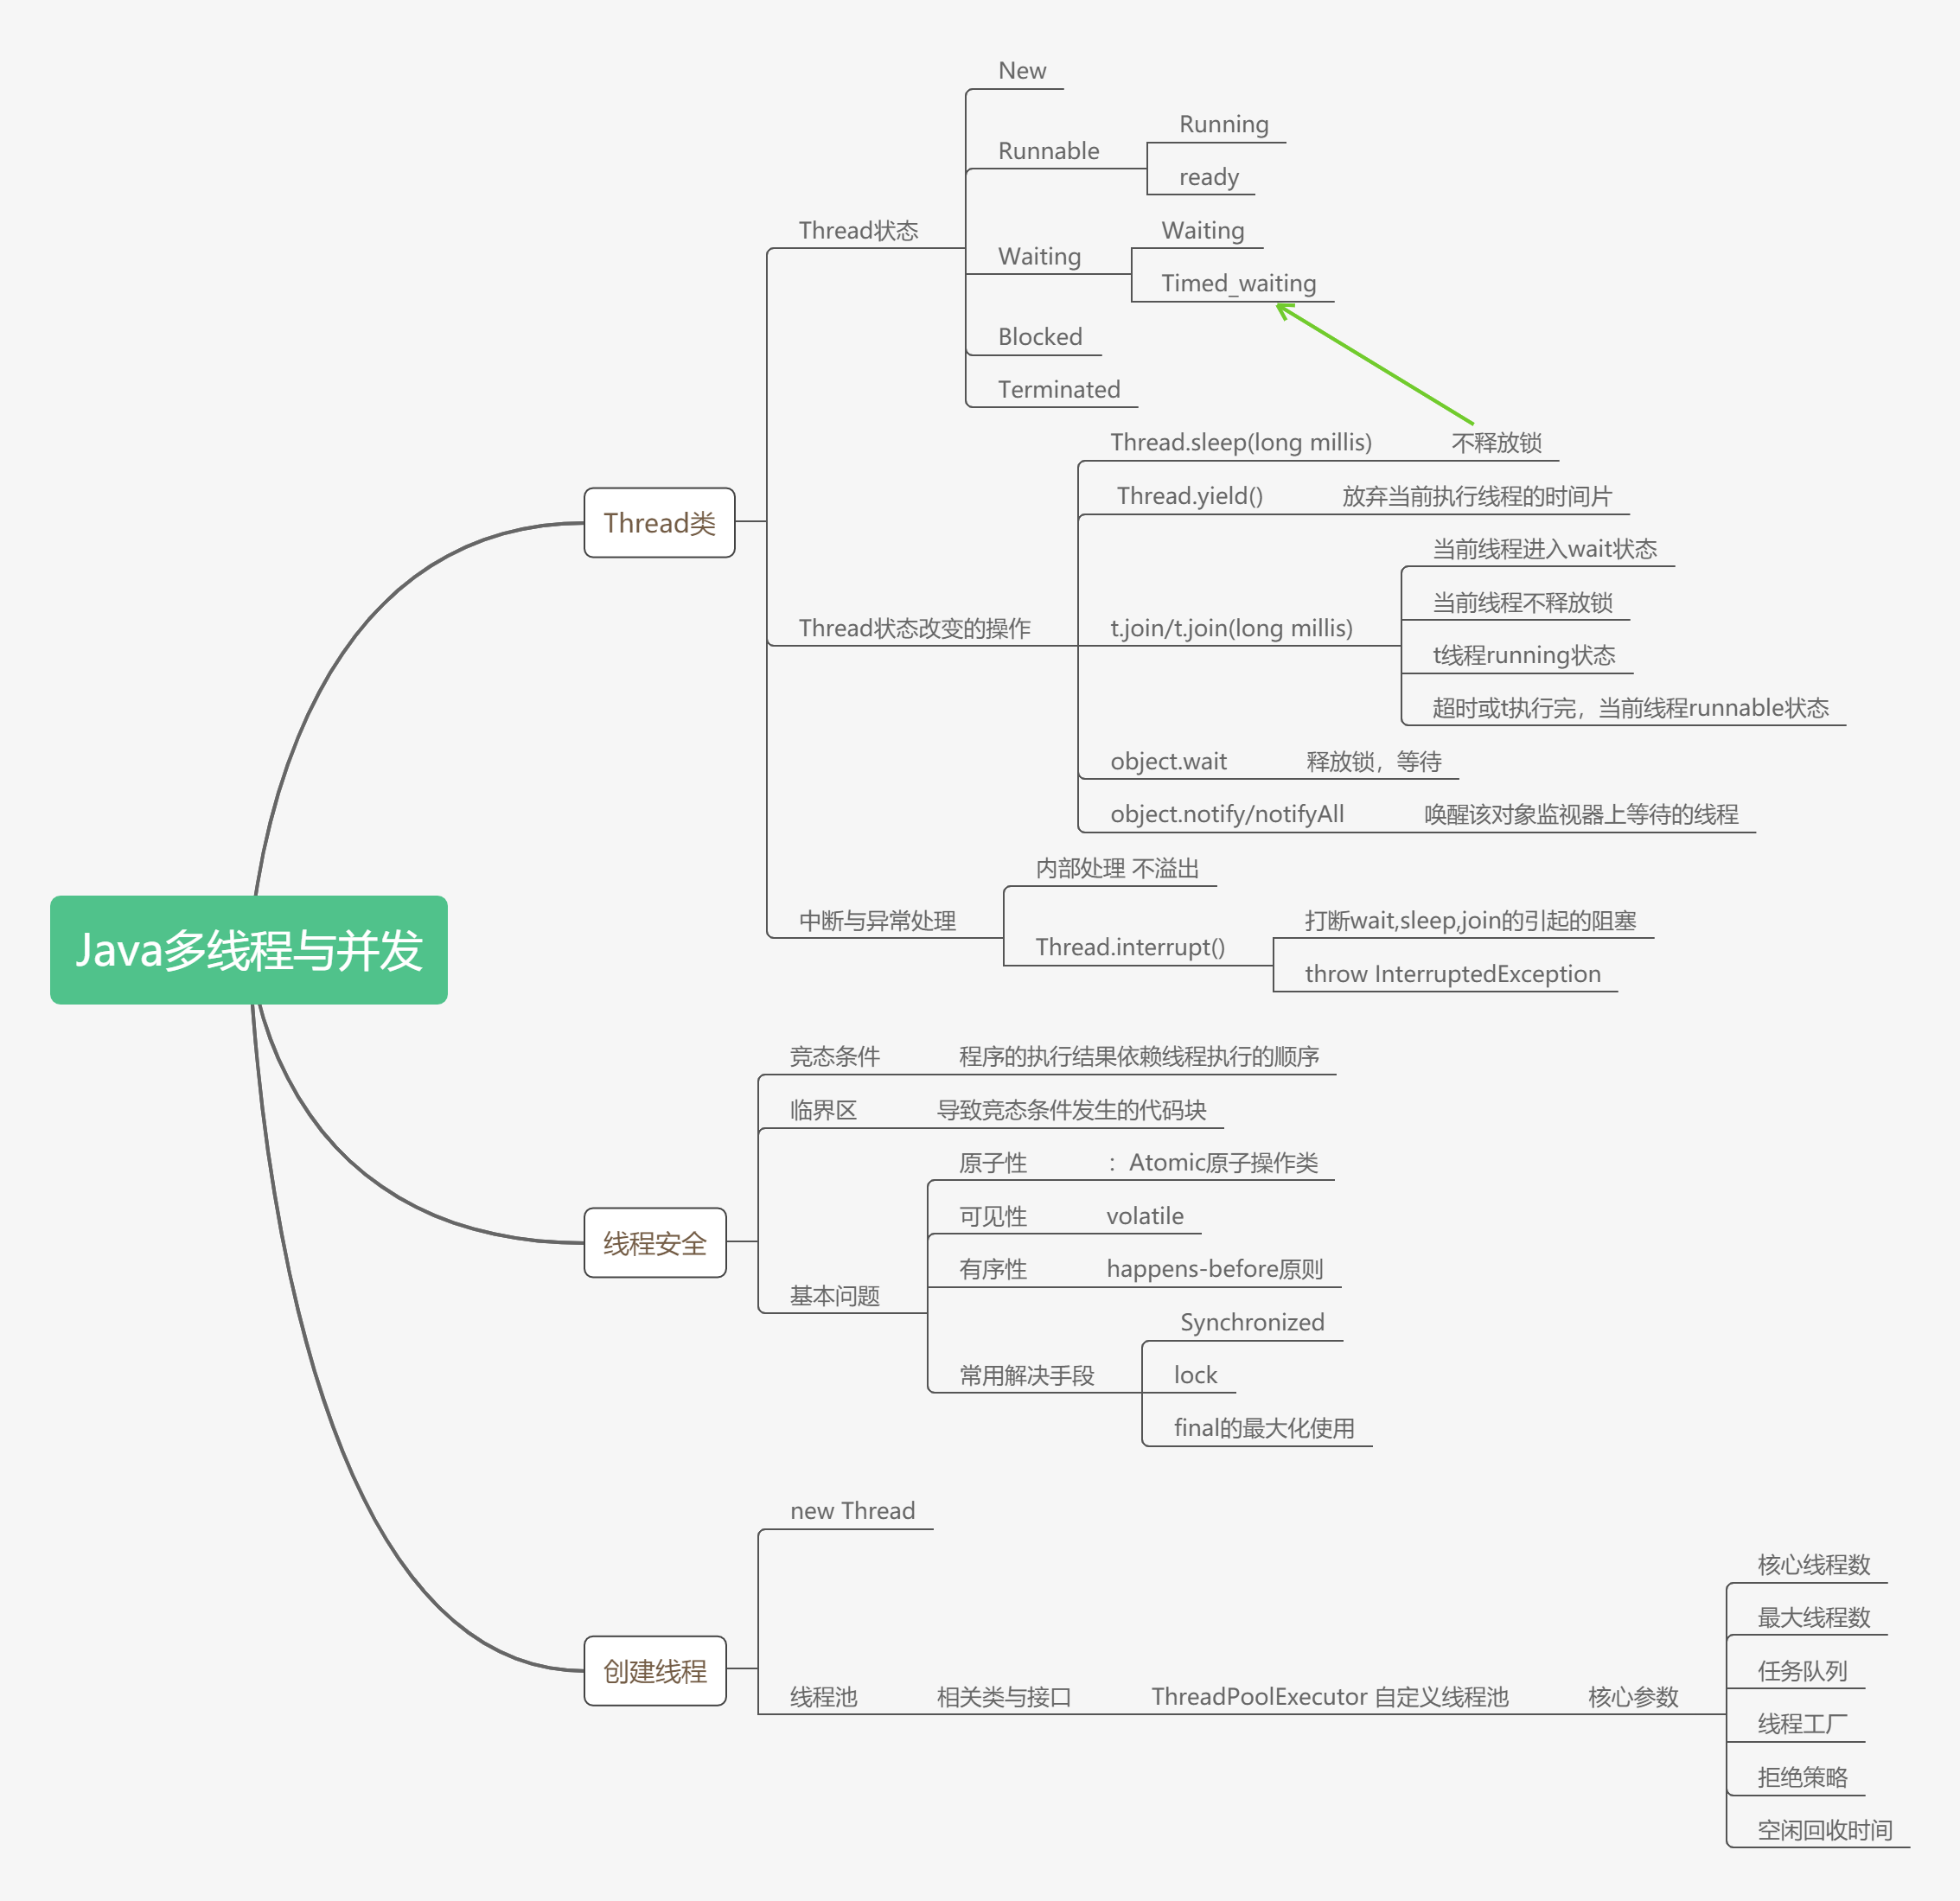 Java多线程与并发
Thread类
Thread状态
New
Runnable
Running
ready
Waiting
Waiting
Timed_waiting
Blocked
Terminated
Thread状态改变的操作
Thread.sleep(long millis) 不释放锁
Thread.yield() 放弃当前执行线程的时间片
t.join/t.join(long millis)
当前线程进入wait状态
当前线程不释放锁
t线程running状态
超时或t执行完，当前线程runnable状态
object.wait 释放锁，等待
object.notify/notifyAll 唤醒该对象监视器上等待的线程
中断与异常处理
内部处理 不溢出
Thread.interrupt()
打断wait,sleep,join的引起的阻塞
throw InterruptedException
线程安全
竞态条件 程序的执行结果依赖线程执行的顺序
临界区 导致竞态条件发生的代码块
基本问题
原子性 ：Atomic原子操作类
可见性 volatile
有序性 happens-before原则
常用解决手段
Synchronized
lock
final的最大化使用
创建线程
new Thread
线程池 相关类与接口 ThreadPoolExecutor 自定义线程池 核心参数
核心线程数
最大线程数
任务队列
线程工厂
拒绝策略
空闲回收时间